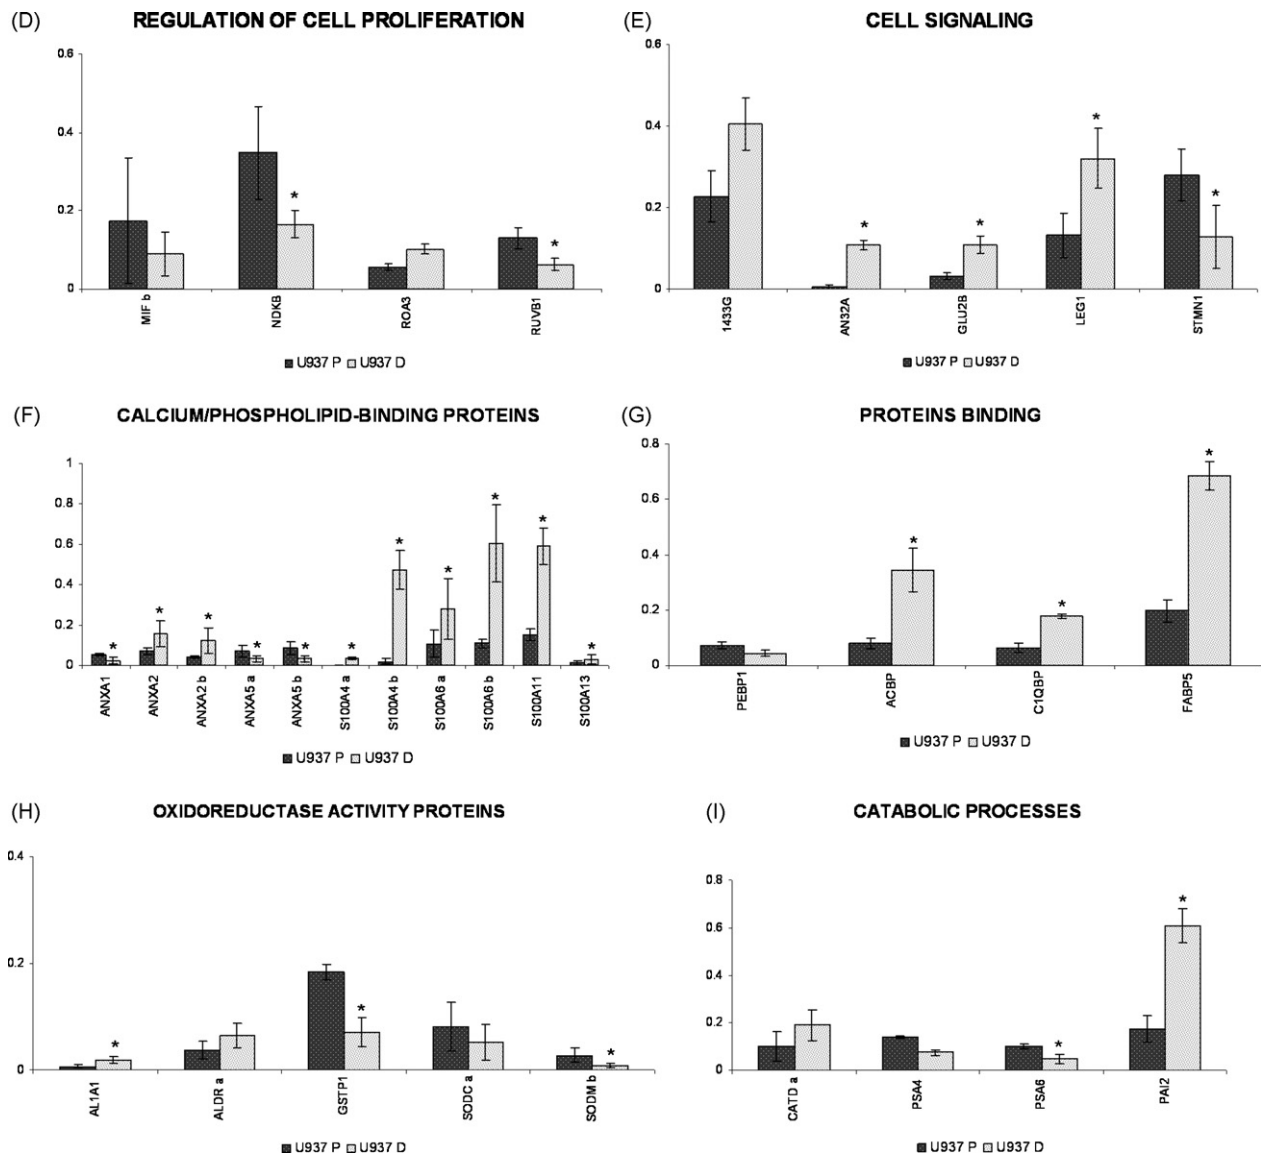 (D) REGULATION OF CELL PROLIFERATION
0.6
0.4
0.2
0
*
*
MIF b
NDKB
ROA3
RUVB1
U937 P U937 D
(E) CELL SIGNALING
0.6
0.4
0.2
0
*
*
*
*
1433G
AN32A
GLU2B
LEG1
STMN1
U937 P U937 D
(F) CALCIUM/PHOSPHOLIPID-BINDING PROTEINS
1
0.8
0.6
0.4
0.2
0
*
*
*
*
*
*
*
*
*
*
*
ANXA1
ANXA2
ANXA2 b
ANXA5 a
ANXA5 b
S100A4 a
S100A4 b
S100A6 a
S100A6 b
S100A11
S100A13
U937 P U937 D
(G) PROTEINS BINDING
0.8
0.6
0.4
0.2
0
*
*
*
PEBP1
ACBP
C1QBP
FABP5
U937 P U937 D
(H) OXIDOREDUCTASE ACTIVITY PROTEINS
0.4
0.2
0
*
*
*
AL1A1
ALDR a
GSTP1
SODC a
SODM b
U937 P U937 D
(I) CATABOLIC PROCESSES
0.8
0.6
0.4
0.2
0
*
*
CATD a
PSA4
PSA6
PAI2
U937 P U937 D